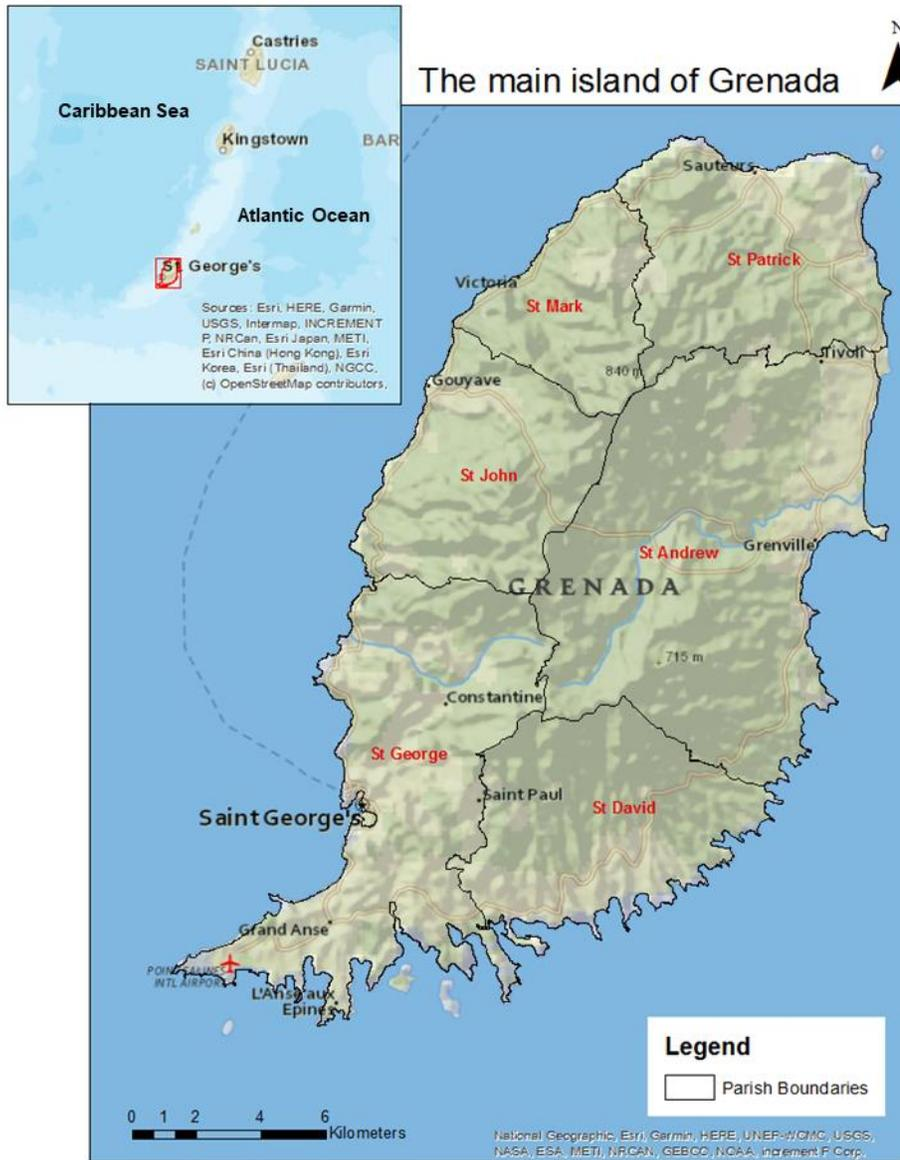 Castries
SAINT LUCIA
Caribbean Sea
Kingstown
BAR
Atlantic Ocean
St George's
Sources: Esri, HERE, Garmin,
USGS, Intermap, INCREMENT
P, NRCan, Esri Japan, METI,
Esri China (Hong Kong), Esri
Korea, Esri (Thailand), NGCC,
(c) OpenStreetMap contributors,
The main island of Grenada
N
Sauteurs
St Patrick
Victoria
St Mark
Tivoli
840 m
Gouyave
St John
St Andrew
Grenville
GRENADA
715 m
Constantine
St George
Saint Paul
St David
Saint George's
Grand Anse
POINT SALINES
INTL AIRPORT
L'Anse aux
Epines
Legend
Parish Boundaries
0 1 2 4 6
Kilometers
National Geographic, Esri, Garmin, HERE, UNEP-WCMC, USGS,
NASA, ESA, METI, NRCAN, GEBCO, NOAA, increment P Corp.